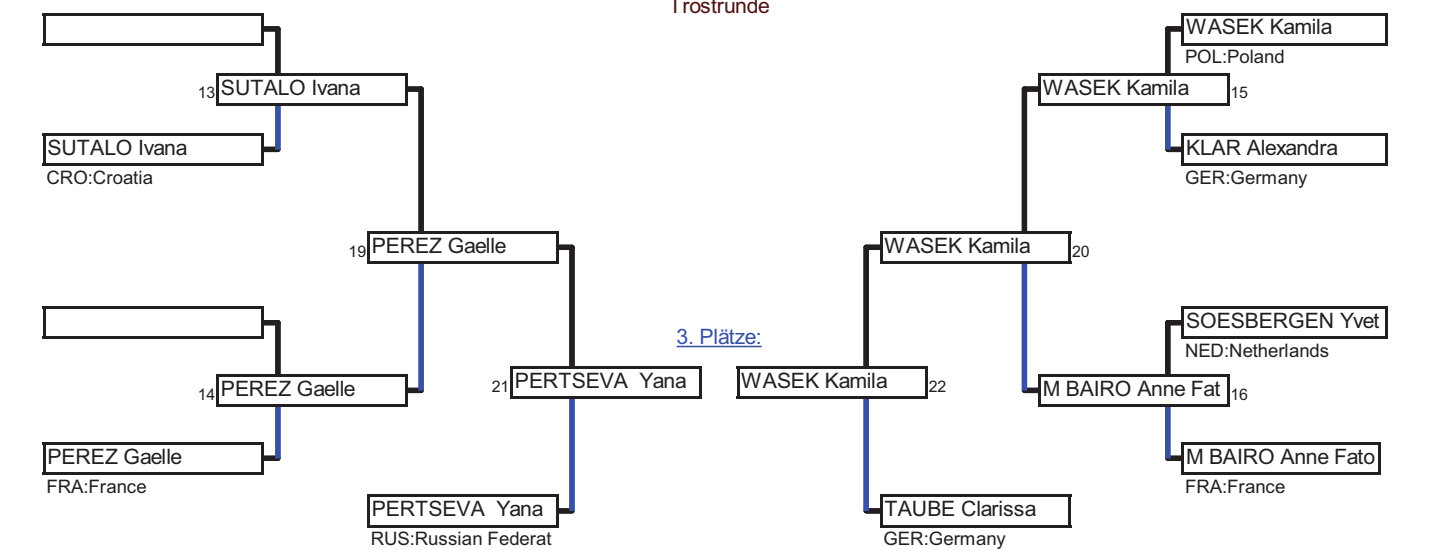 Trostrunde
WASEK Kamila
POL:Poland
13 SUTALO Ivana
WASEK Kamila 15
SUTALO Ivana
CRO:Croatia
KLAR Alexandra
GER:Germany
19 PEREZ Gaelle
WASEK Kamila 20
SOESBERGEN Yvet
NED:Netherlands
3. Plätze:
21 PERTSEVA Yana
WASEK Kamila 22
14 PEREZ Gaelle
M BAIRO Anne Fat 16
PEREZ Gaelle
FRA:France
M BAIRO Anne Fato
FRA:France
PERTSEVA Yana
RUS:Russian Federat
TAUBE Clarissa
GER:Germany